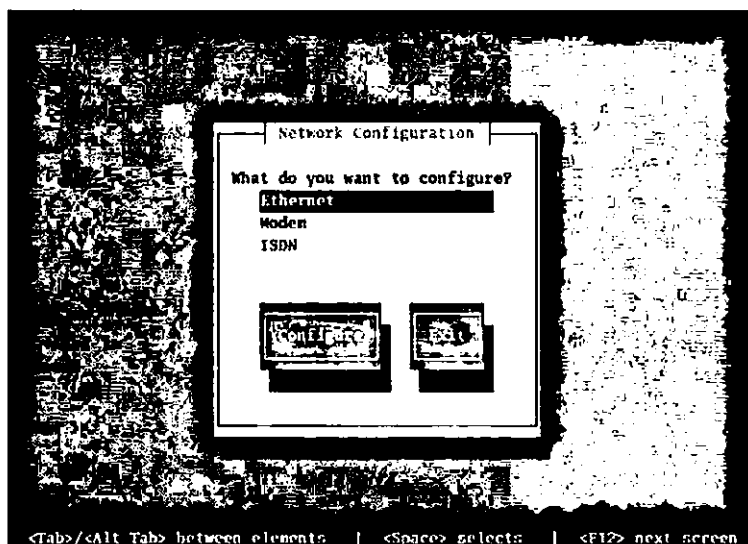 Network Configuration
What do you want to configure?
Ethernet
Modem
ISDN
Configure Exit
<Tab>/<Alt Tab> between elements | <Space> selects | <F12> next screen